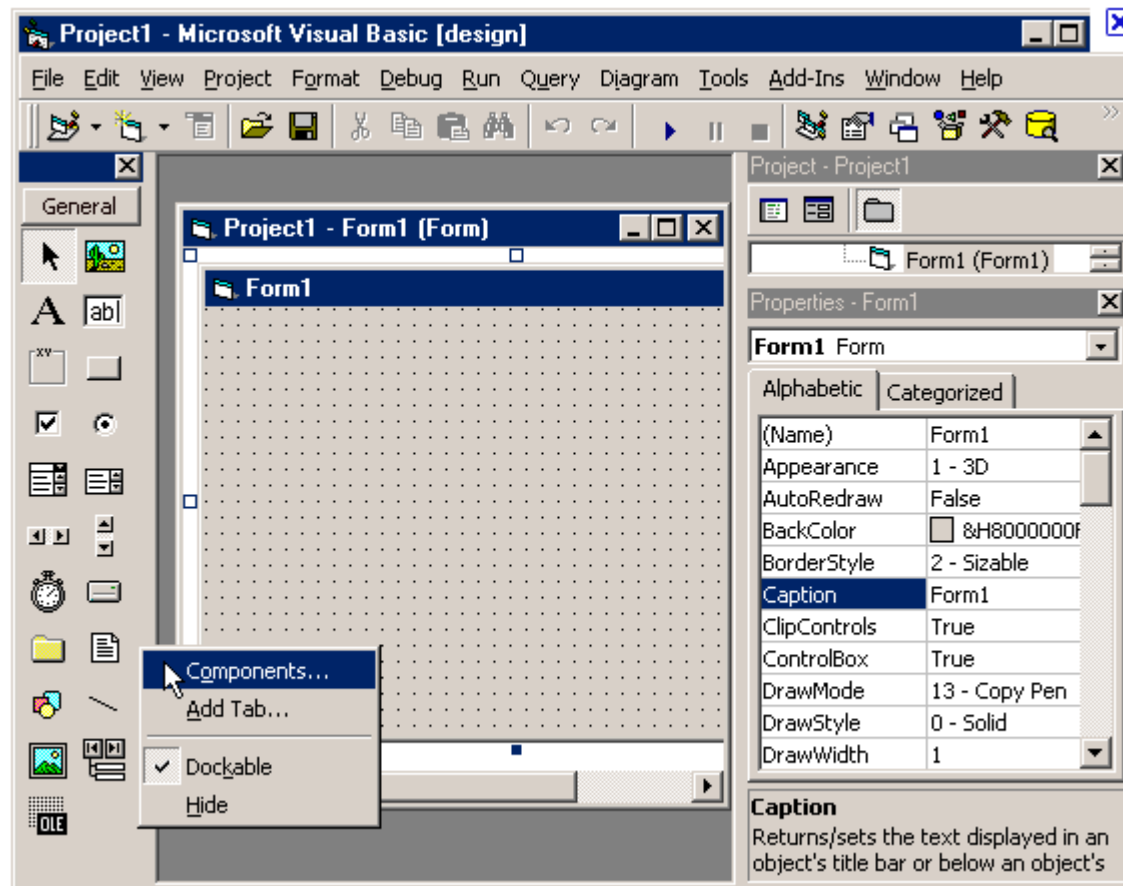 Project1 - Microsoft Visual Basic [design]
File Edit View Project Format Debug Run Query Diagram Tools Add-Ins Window Help
Project - Project1
General
Project1 - Form1 (Form)
Form1 (Form1)
Form1
Properties - Form1
A
abl
Form1 Form
XY
Alphabetic Categorized
(Name) Form1
Appearance 1 - 3D
AutoRedraw False
BackColor &H8000000F
BorderStyle 2 - Sizable
Caption Form1
ClipControls True
ControlBox True
DrawMode 13 - Copy Pen
DrawStyle 0 - Solid
DrawWidth 1
Components...
Add Tab...
Dockable
Hide
OLE
Caption
Returns/sets the text displayed in an
object's title bar or below an object's